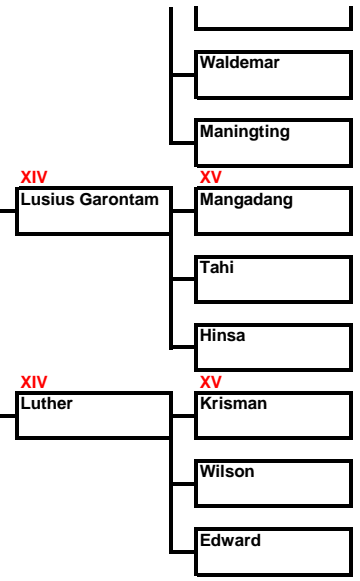 Waldemar
Maningting
XIV XV
Lusius Garontam Mangadang
Tahi
Hinsa
XIV XV
Luther Krisman
Wilson
Edward